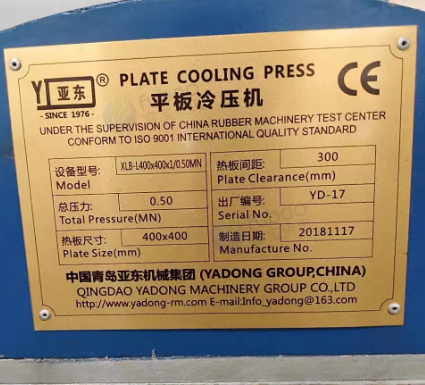 Y 亚东 ® PLATE COOLING PRESS CE
- SINCE 1976 - 平板冷压机
UNDER THE SUPERVISION OF CHINA RUBBER MACHINERY TEST CENTER
CONFORM TO ISO 9001 INTERNATIONAL QUALITY STANDARD
设备型号: XLB-L400x400x1/0.50MN 热板间距: 300
Model Plate Clearance(mm)
总压力: 0.50 出厂编号: YD-17
Total Pressure(MN) Serial No.
热板尺寸: 400x400 制造日期: 20181117
Plate Size(mm) Manufacture No.
中国青岛亚东机械集团 (YADONG GROUP,CHINA)
QINGDAO YADONG MACHINERY GROUP CO.,LTD
http://www.yadong-rm.com E-mail:Info_yadong@163.com